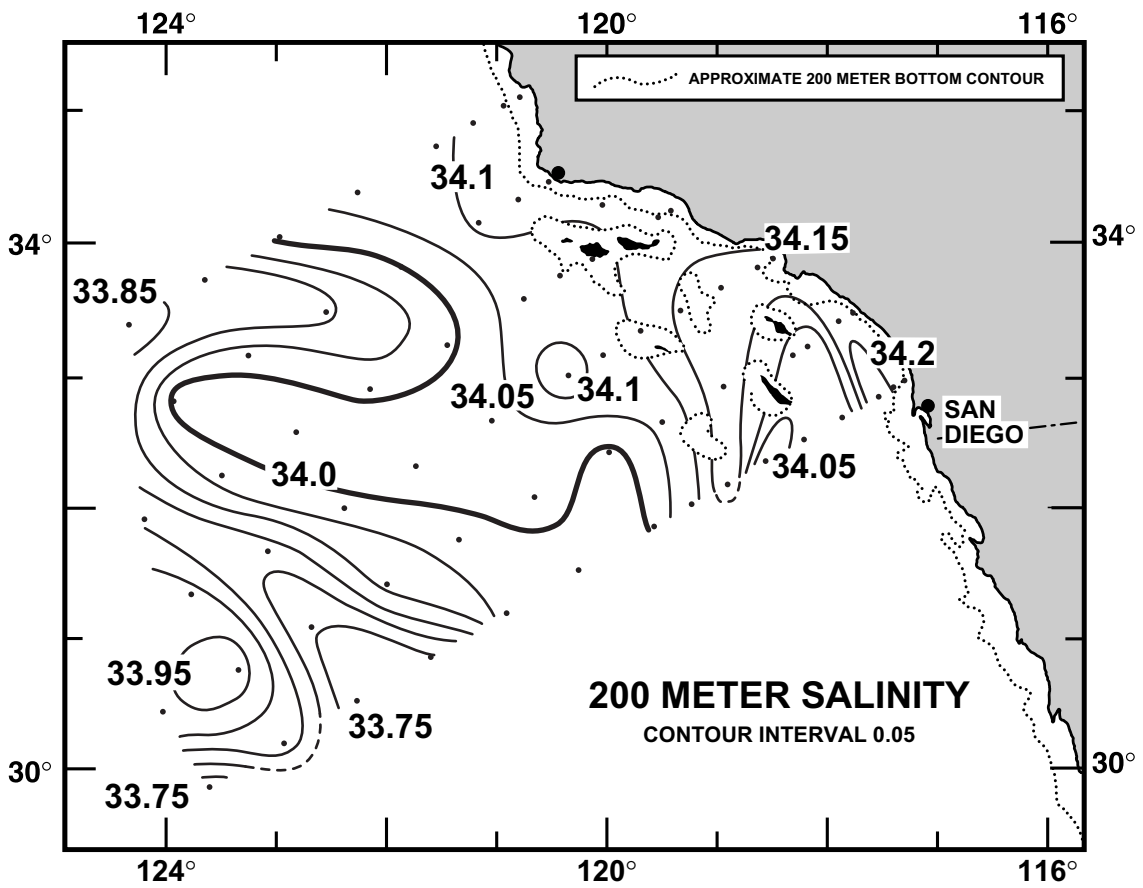 124° 120° 116°
APPROXIMATE 200 METER BOTTOM CONTOUR
34.1
34° 34.15 34°
33.85
34.2
34.05 34.1
SAN
DIEGO
34.0 34.05
33.95
200 METER SALINITY
33.75
CONTOUR INTERVAL 0.05
30° 30°
33.75
124° 120° 116°